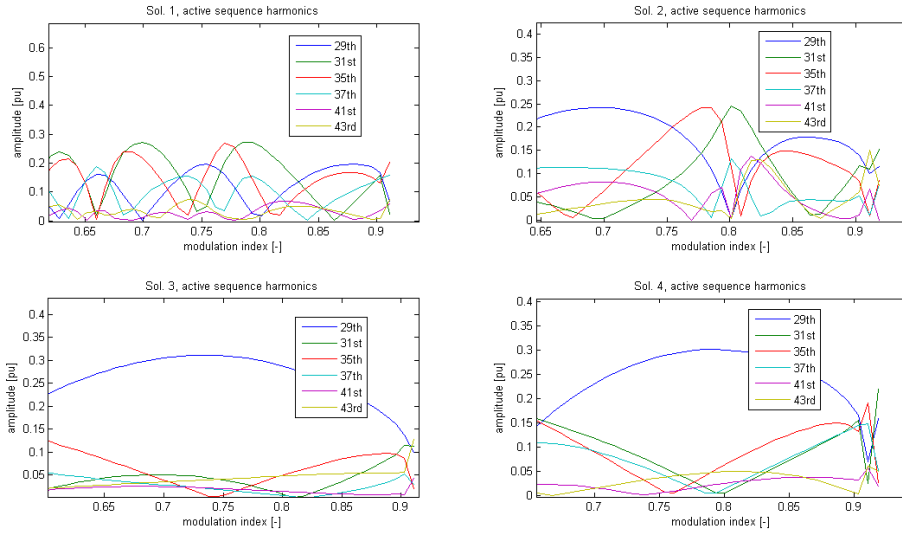 Sol. 1, active sequence harmonics
amplitude [pu]
0.6
0.5
0.4
0.3
0.2
0.1
0
0.65 0.7 0.75 0.8 0.85 0.9
modulation index [-]
29th
31st
35th
37th
41st
43rd
Sol. 2, active sequence harmonics
amplitude [pu]
0.4
0.35
0.3
0.25
0.2
0.15
0.1
0.05
0
0.65 0.7 0.75 0.8 0.85 0.9
modulation index [-]
29th
31st
35th
37th
41st
43rd
Sol. 3, active sequence harmonics
amplitude [pu]
0.4
0.35
0.3
0.25
0.2
0.15
0.1
0.05
0.65 0.7 0.75 0.8 0.85 0.9
modulation index [-]
29th
31st
35th
37th
41st
43rd
Sol. 4, active sequence harmonics
amplitude [pu]
0.4
0.35
0.3
0.25
0.2
0.15
0.1
0.05
0
0.7 0.75 0.8 0.85 0.9
modulation index [-]
29th
31st
35th
37th
41st
43rd